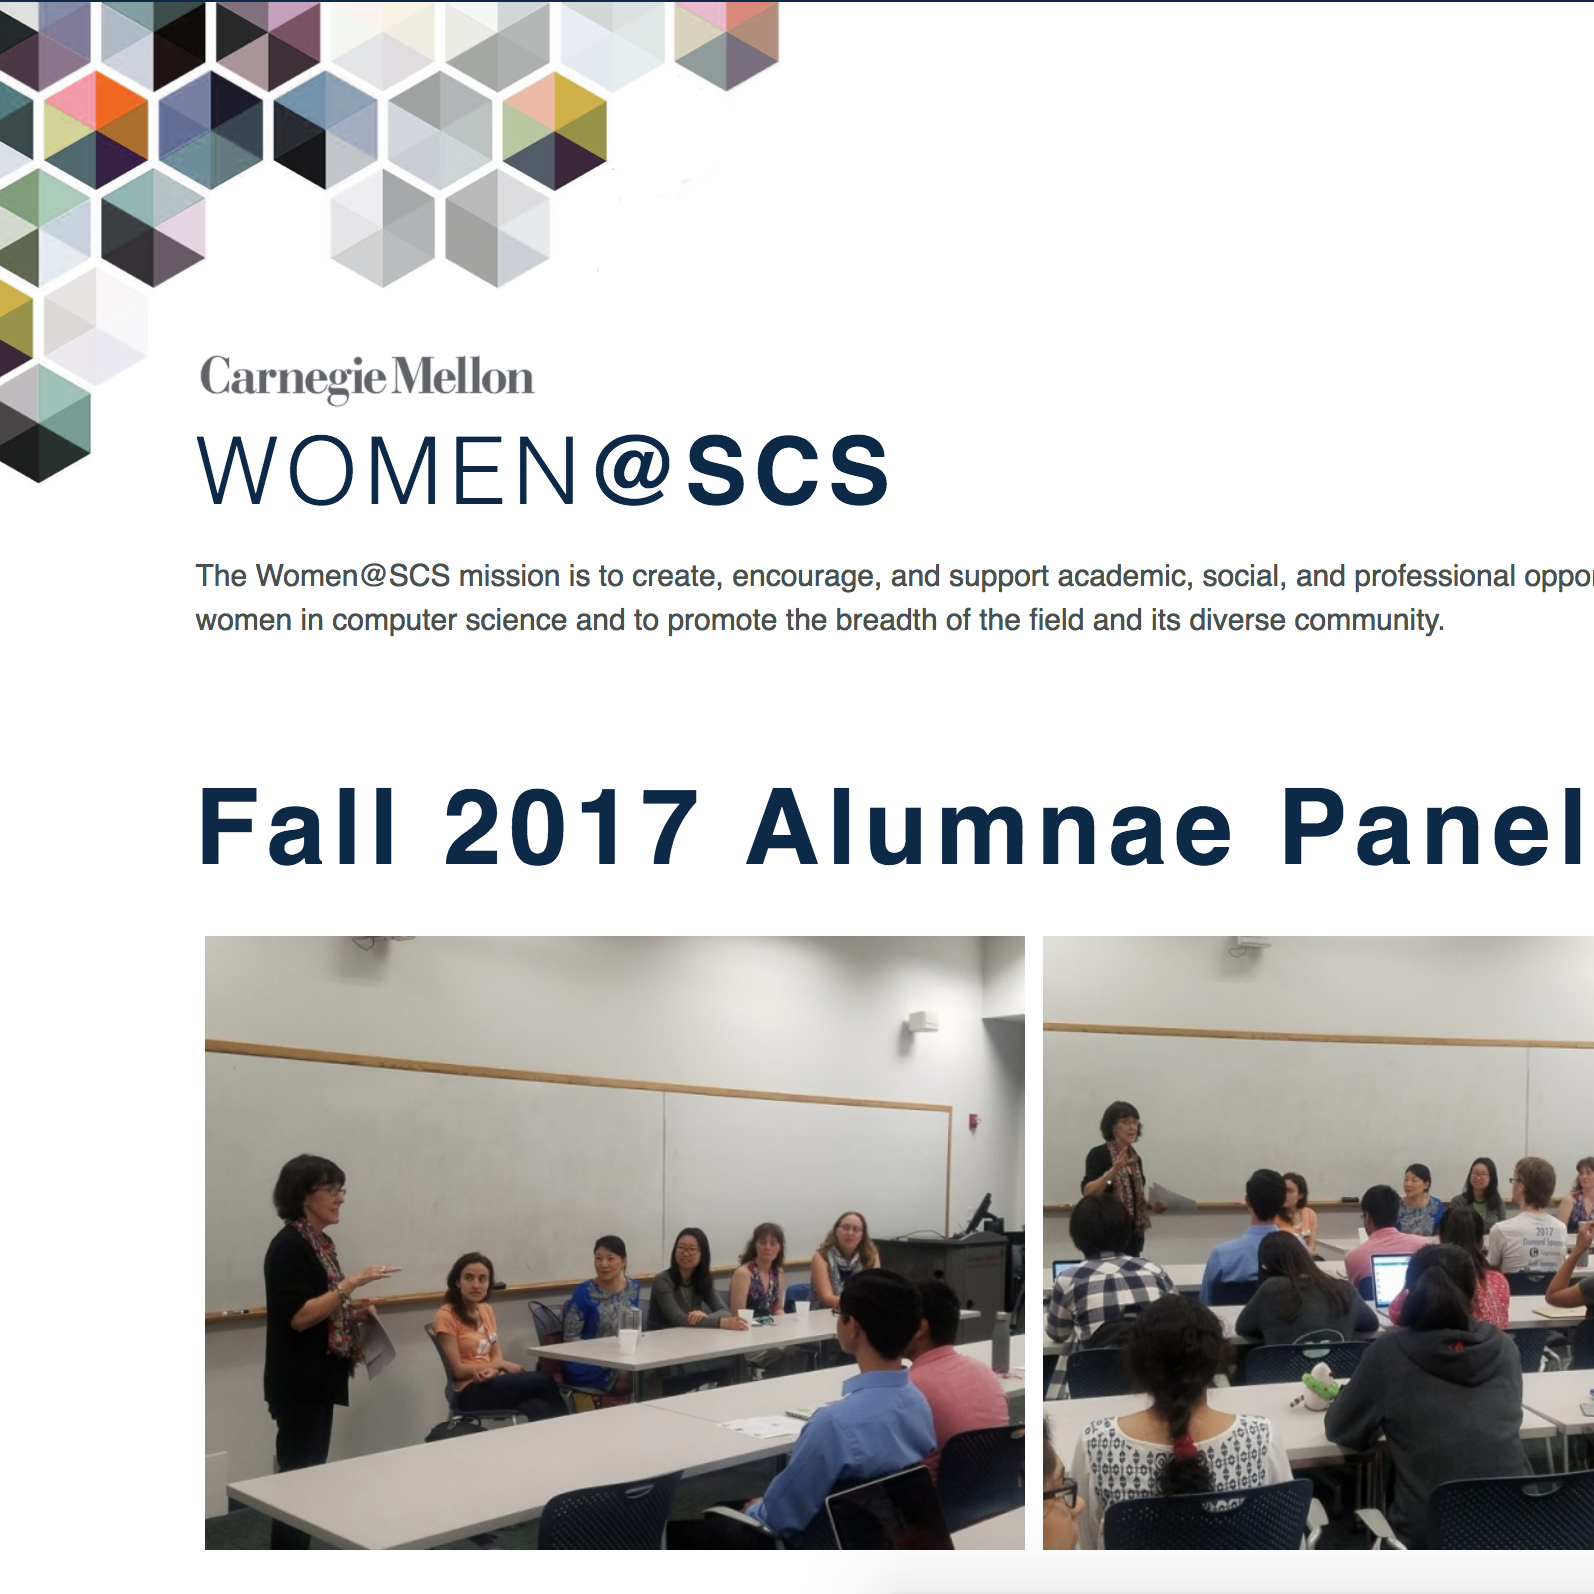 Carnegie Mellon
WOMEN@SCS
The Women@SCS mission is to create, encourage, and support academic, social, and professional
women in computer science and to promote the breadth of the field and its diverse community.
Fall 2017 Alumnae Panel
2017